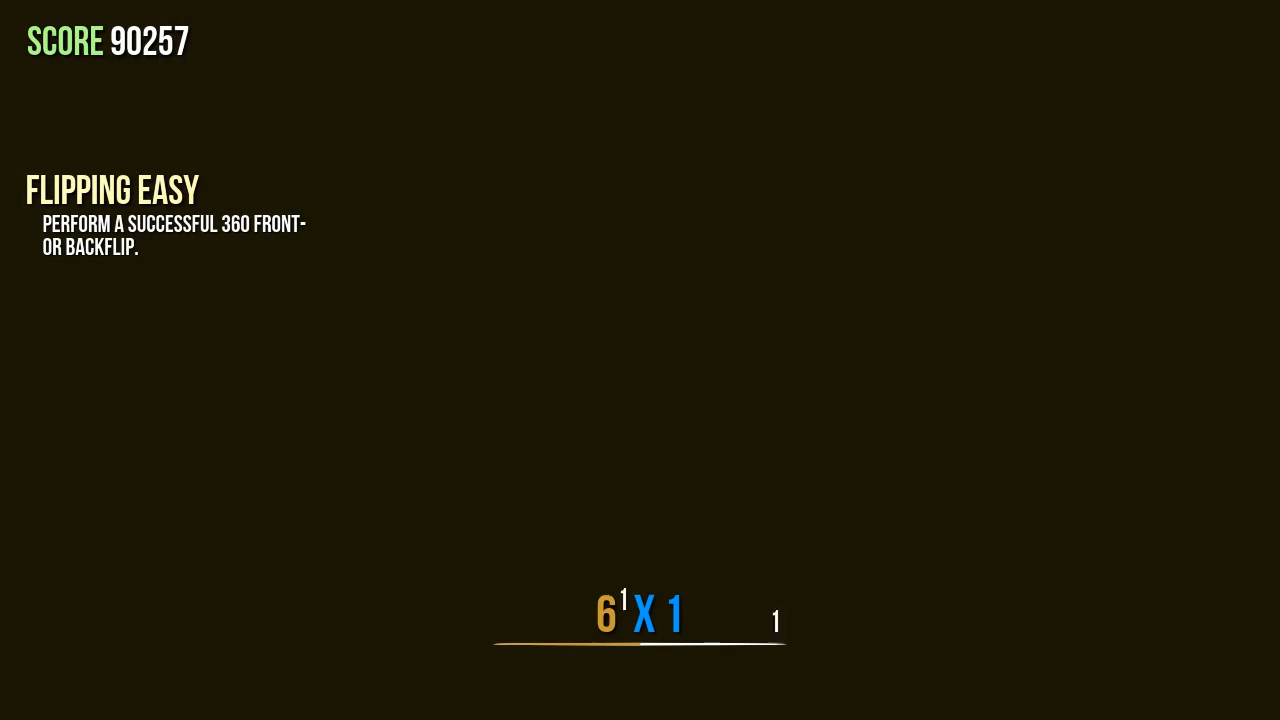 SCORE 90257
FLIPPING EASY
PERFORM A SUCCESSFUL 360 FRONT-
OR BACKFLIP.
6 1 X 1
1